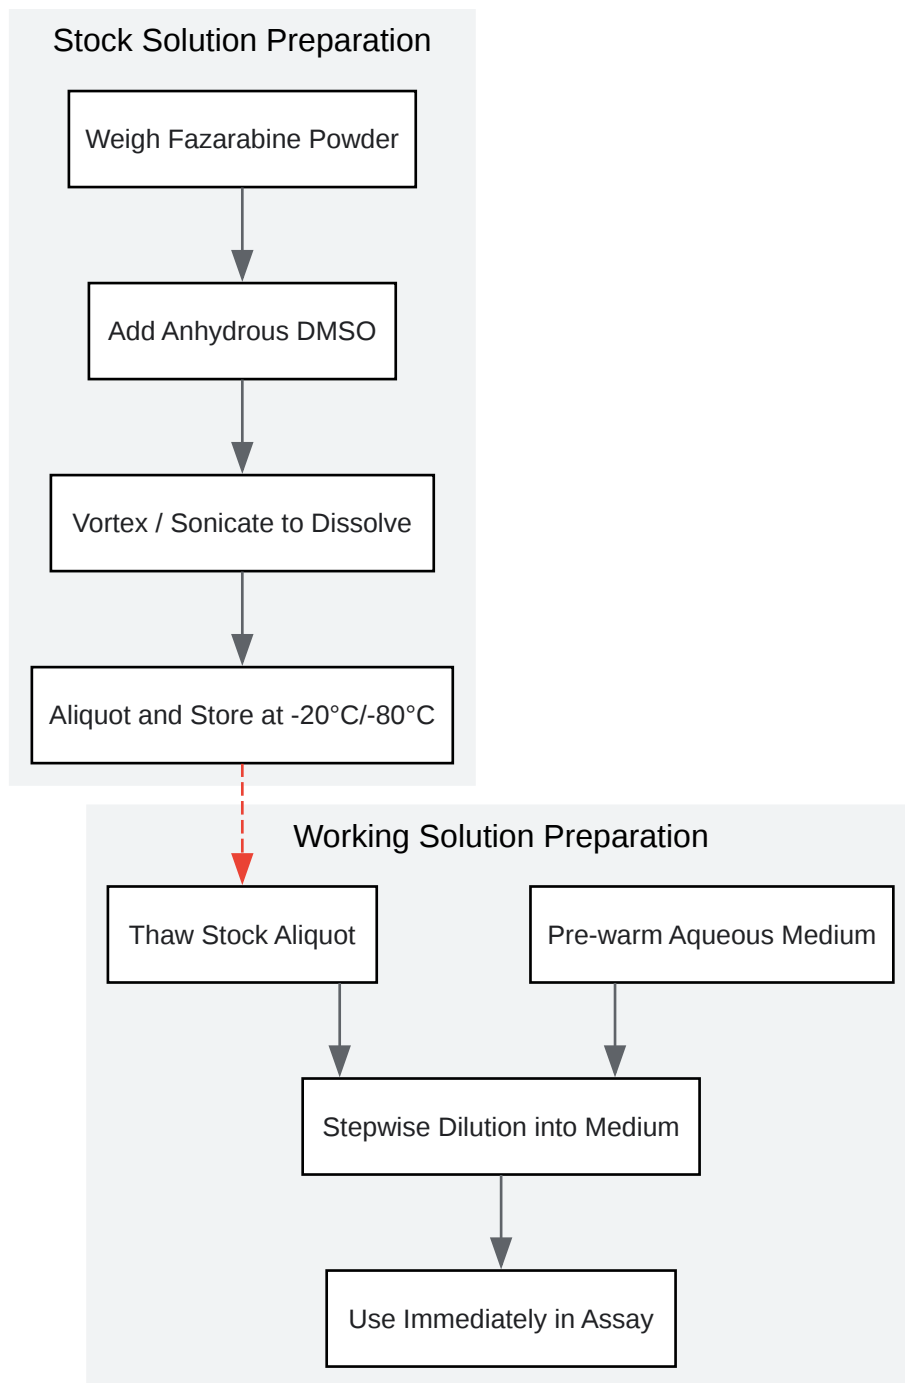 Stock Solution Preparation
Weigh Fazarabine Powder
Add Anhydrous DMSO
Vortex / Sonicate to Dissolve
Aliquot and Store at -20°C/-80°C
Working Solution Preparation
Thaw Stock Aliquot
Pre-warm Aqueous Medium
Stepwise Dilution into Medium
Use Immediately in Assay